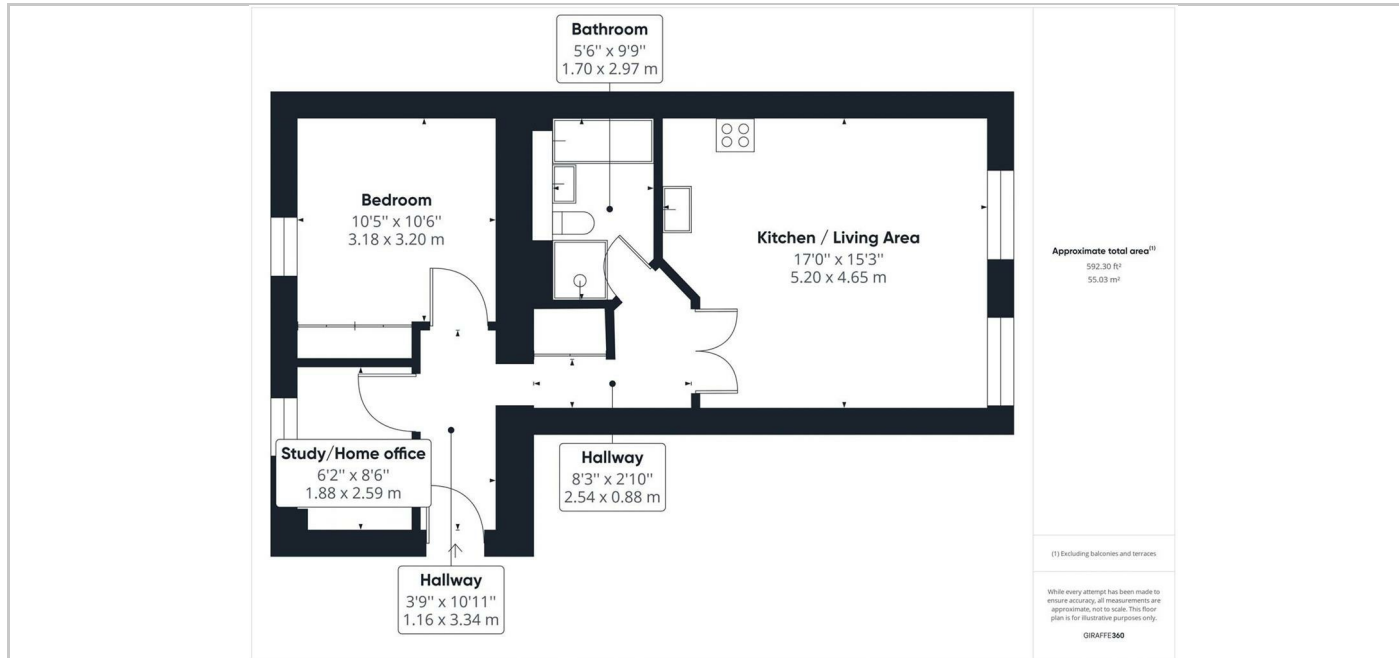 Bathroom
5'6'' x 9'9''
1.70 x 2.97 m
Bedroom
10'5'' x 10'6''
3.18 x 3.20 m
Kitchen / Living Area
17'0'' x 15'3''
5.20 x 4.65 m
Study/Home office
6'2'' x 8'6''
1.88 x 2.59 m
Hallway
8'3'' x 2'10''
2.54 x 0.88 m
Hallway
3'9'' x 10'11''
1.16 x 3.34 m
Approximate total area⁽¹⁾
592.30 ft²
55.03 m²
(1) Excluding balconies and terraces
While every attempt has been made to
ensure accuracy, all measurements are
approximate, not to scale. This floor
plan is for illustrative purposes only.
GIRAFFE360